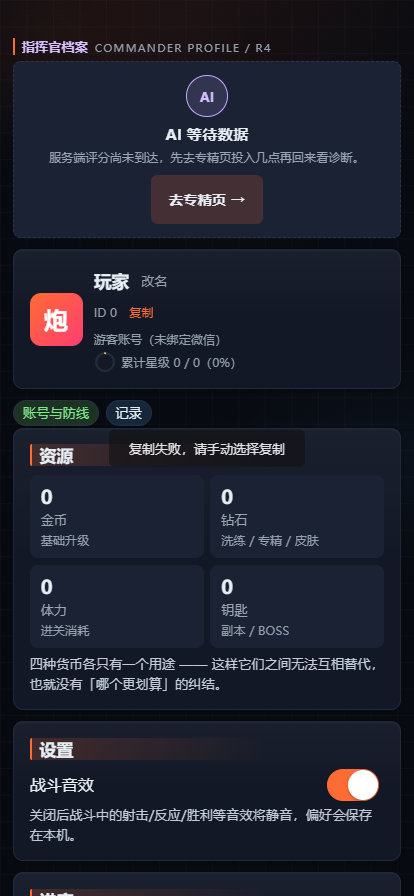 指挥官档案 COMMANDER PROFILE / R4
AI
AI 等待数据
服务端评分尚未到达，先去专精页投入几点再回来看诊断。
去专精页 →
炮
玩家 改名
ID 0 复制
游客账号（未绑定微信）
累计星级 0 / 0（0%）
账号与防线 记录
资源
复制失败，请手动选择复制
0
金币
基础升级
0
钻石
洗练 / 专精 / 皮肤
0
体力
进关消耗
0
钥匙
副本 / BOSS
四种货币各只有一个用途 —— 这样它们之间无法互相替代，
也就没有「哪个更划算」的纠结。
设置
战斗音效
关闭后战斗中的射击/反应/胜利等音效将静音，偏好会保存
在本机。